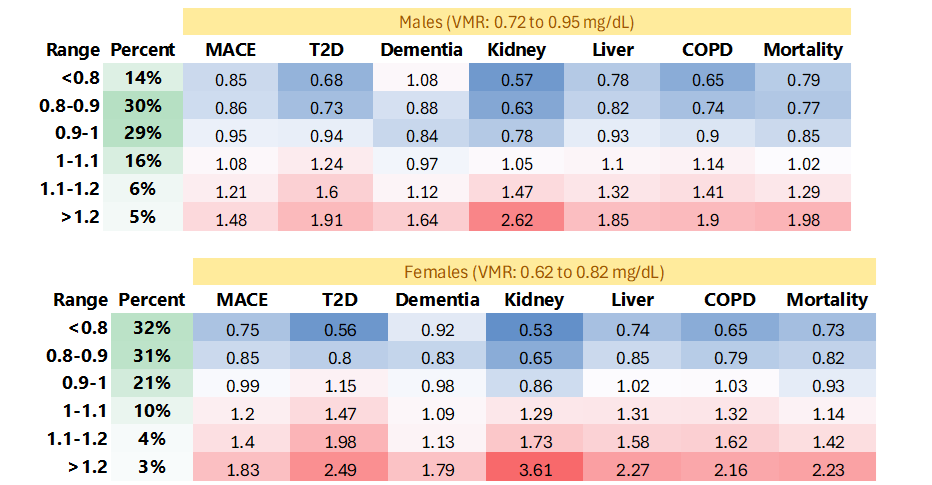 Males (VMR: 0.72 to 0.95 mg/dL)
Range Percent MACE T2D Dementia Kidney Liver COPD Mortality
<0.8 14% 0.85 0.68 1.08 0.57 0.78 0.65 0.79
0.8-0.9 30% 0.86 0.73 0.88 0.63 0.82 0.74 0.77
0.9-1 29% 0.95 0.94 0.84 0.78 0.93 0.9 0.85
1-1.1 16% 1.08 1.24 0.97 1.05 1.1 1.14 1.02
1.1-1.2 6% 1.21 1.6 1.12 1.47 1.32 1.41 1.29
>1.2 5% 1.48 1.91 1.64 2.62 1.85 1.9 1.98
Females (VMR: 0.62 to 0.82 mg/dL)
Range Percent MACE T2D Dementia Kidney Liver COPD Mortality
<0.8 32% 0.75 0.56 0.92 0.53 0.74 0.65 0.73
0.8-0.9 31% 0.85 0.8 0.83 0.65 0.85 0.79 0.82
0.9-1 21% 0.99 1.15 0.98 0.86 1.02 1.03 0.93
1-1.1 10% 1.2 1.47 1.09 1.29 1.31 1.32 1.14
1.1-1.2 4% 1.4 1.98 1.13 1.73 1.58 1.62 1.42
>1.2 3% 1.83 2.49 1.79 3.61 2.27 2.16 2.23